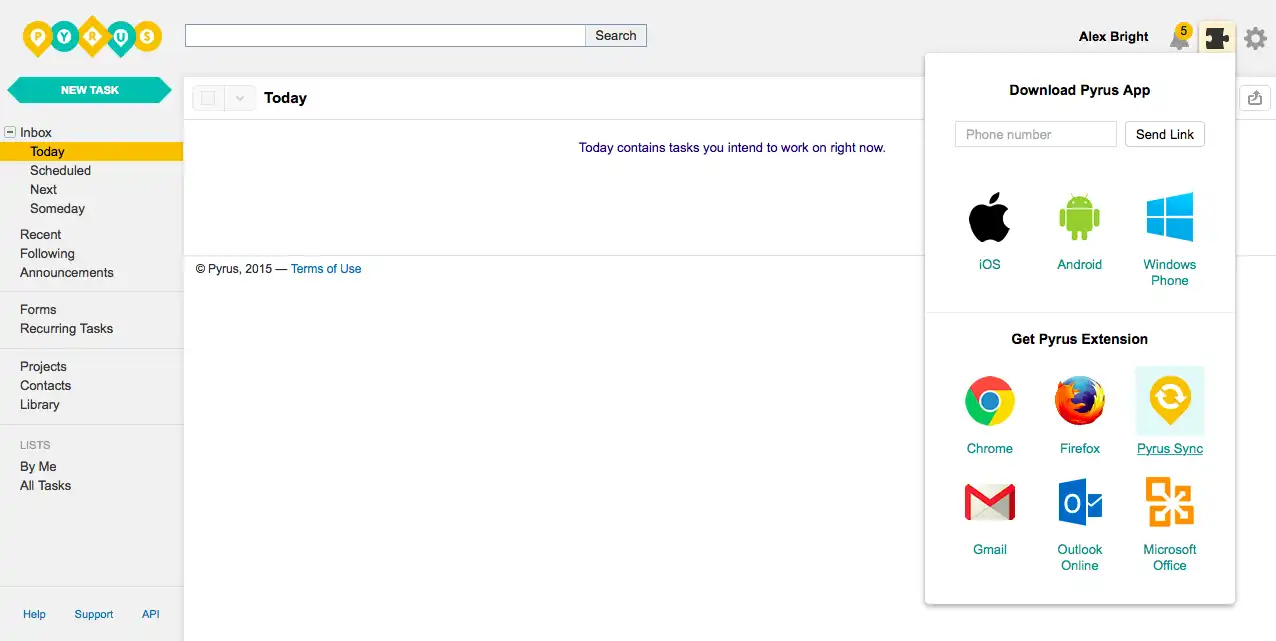 PYRUS
Search
Alex Bright
5
NEW TASK
Today
Inbox
Today
Scheduled
Next
Someday
Recent
Following
Announcements
Forms
Recurring Tasks
Projects
Contacts
Library
LISTS
By Me
All Tasks
Help Support API
Today contains tasks you intend to work on right now.
© Pyrus, 2015 — Terms of Use
Download Pyrus App
Phone number Send Link
iOS
Android
Windows
Phone
Get Pyrus Extension
Chrome
Firefox
Pyrus Sync
Gmail
Outlook
Online
Microsoft
Office